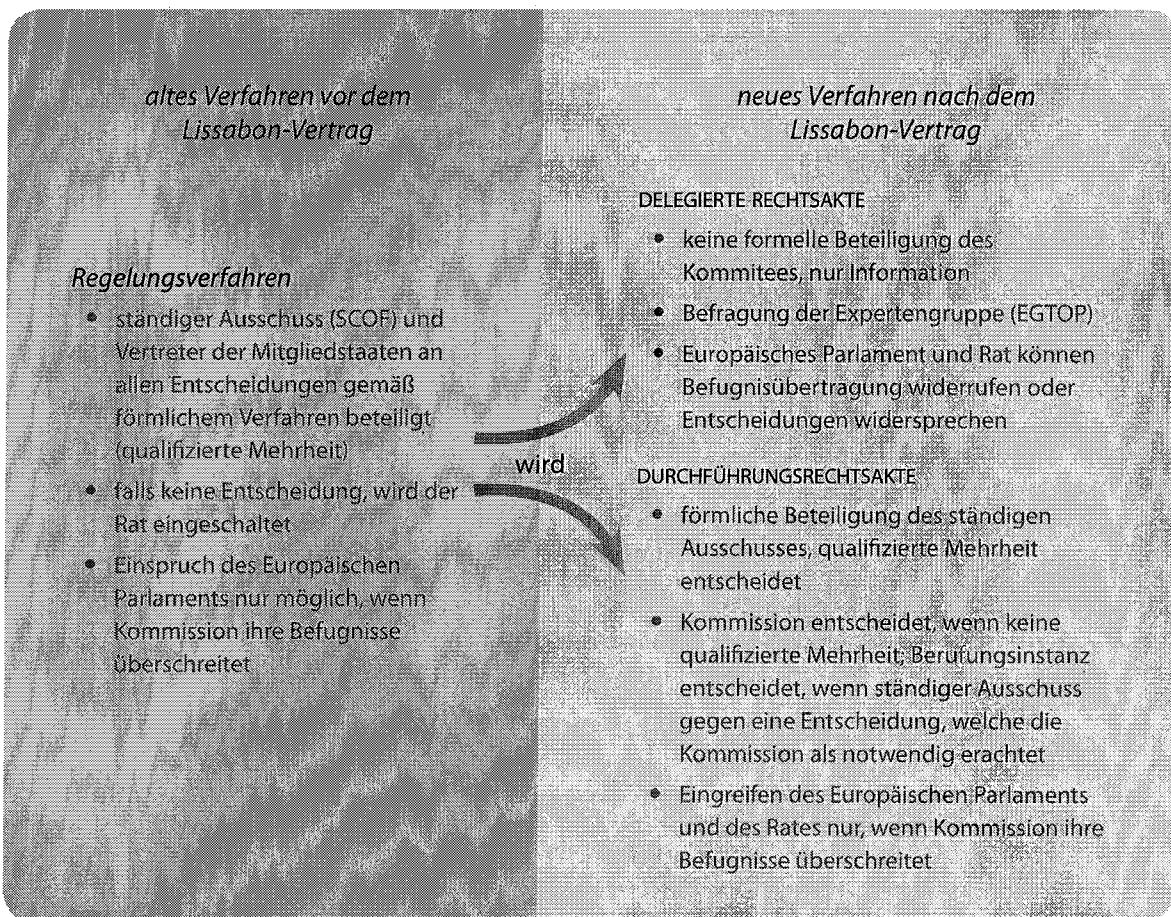 altes Verfahren vor dem
Lissabon-Vertrag
Regelungsverfahren
• ständiger Ausschuss (SCOF) und
Vertreter der Mitgliedstaaten an
allen Entscheidungen gemäß
förmlichem Verfahren beteiligt
(qualifizierte Mehrheit)
• falls keine Entscheidung, wird der
Rat eingeschaltet
• Einspruch des Europäischen
Parlaments nur möglich, wenn
Kommission ihre Befugnisse
überschreitet
wird
neues Verfahren nach dem
Lissabon-Vertrag
DELEGIERTE RECHTSAKTE
• keine formelle Beteiligung des
Kommitees, nur Information
• Befragung der Expertengruppe (EGTOP)
• Europäisches Parlament und Rat können
Befugnisübertragung widerrufen oder
Entscheidungen widersprechen
DURCHFÜHRUNGSRECHTSAKTE
• förmliche Beteiligung des ständigen
Ausschusses, qualifizierte Mehrheit
entscheidet
• Kommission entscheidet, wenn keine
qualifizierte Mehrheit; Berufungsinstanz
entscheidet, wenn ständiger Ausschuss
gegen eine Entscheidung, welche die
Kommission als notwendig erachtet
• Eingreifen des Europäischen Parlaments
und des Rates nur, wenn Kommission ihre
Befugnisse überschreitet